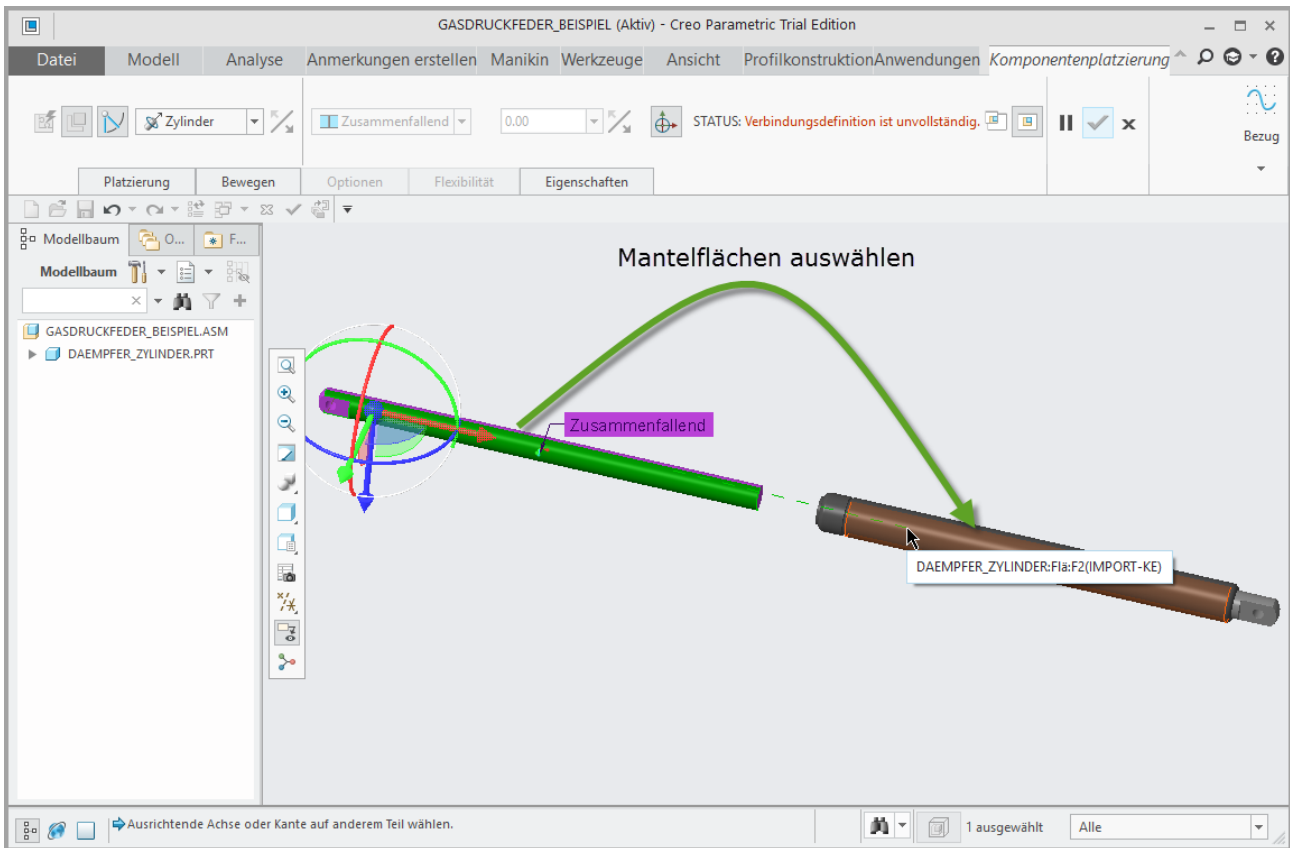 GASDRUCKFEDER_BEISPIEL (Aktiv) - Creo Parametric Trial Edition
Datei Modell Analyse Anmerkungen erstellen Manikin Werkzeuge Ansicht Profilkonstruktion Anwendungen Komponentenplatzierung
Zylinder Zusammenfallend 0.00 STATUS: Verbindungsdefinition ist unvollständig.
Bezug
Platzierung Bewegen Optionen Flexibilität Eigenschaften
Modellbaum O... F...
Modellbaum
GASDRUCKFEDER_BEISPIEL.ASM
DAEMPFER_ZYLINDER.PRT
Mantelflächen auswählen
Zusammenfallend
DAEMPFER_ZYLINDER:Flä:F2(IMPORT-KE)
Ausrichtende Achse oder Kante auf anderem Teil wählen.
1 ausgewählt Alle